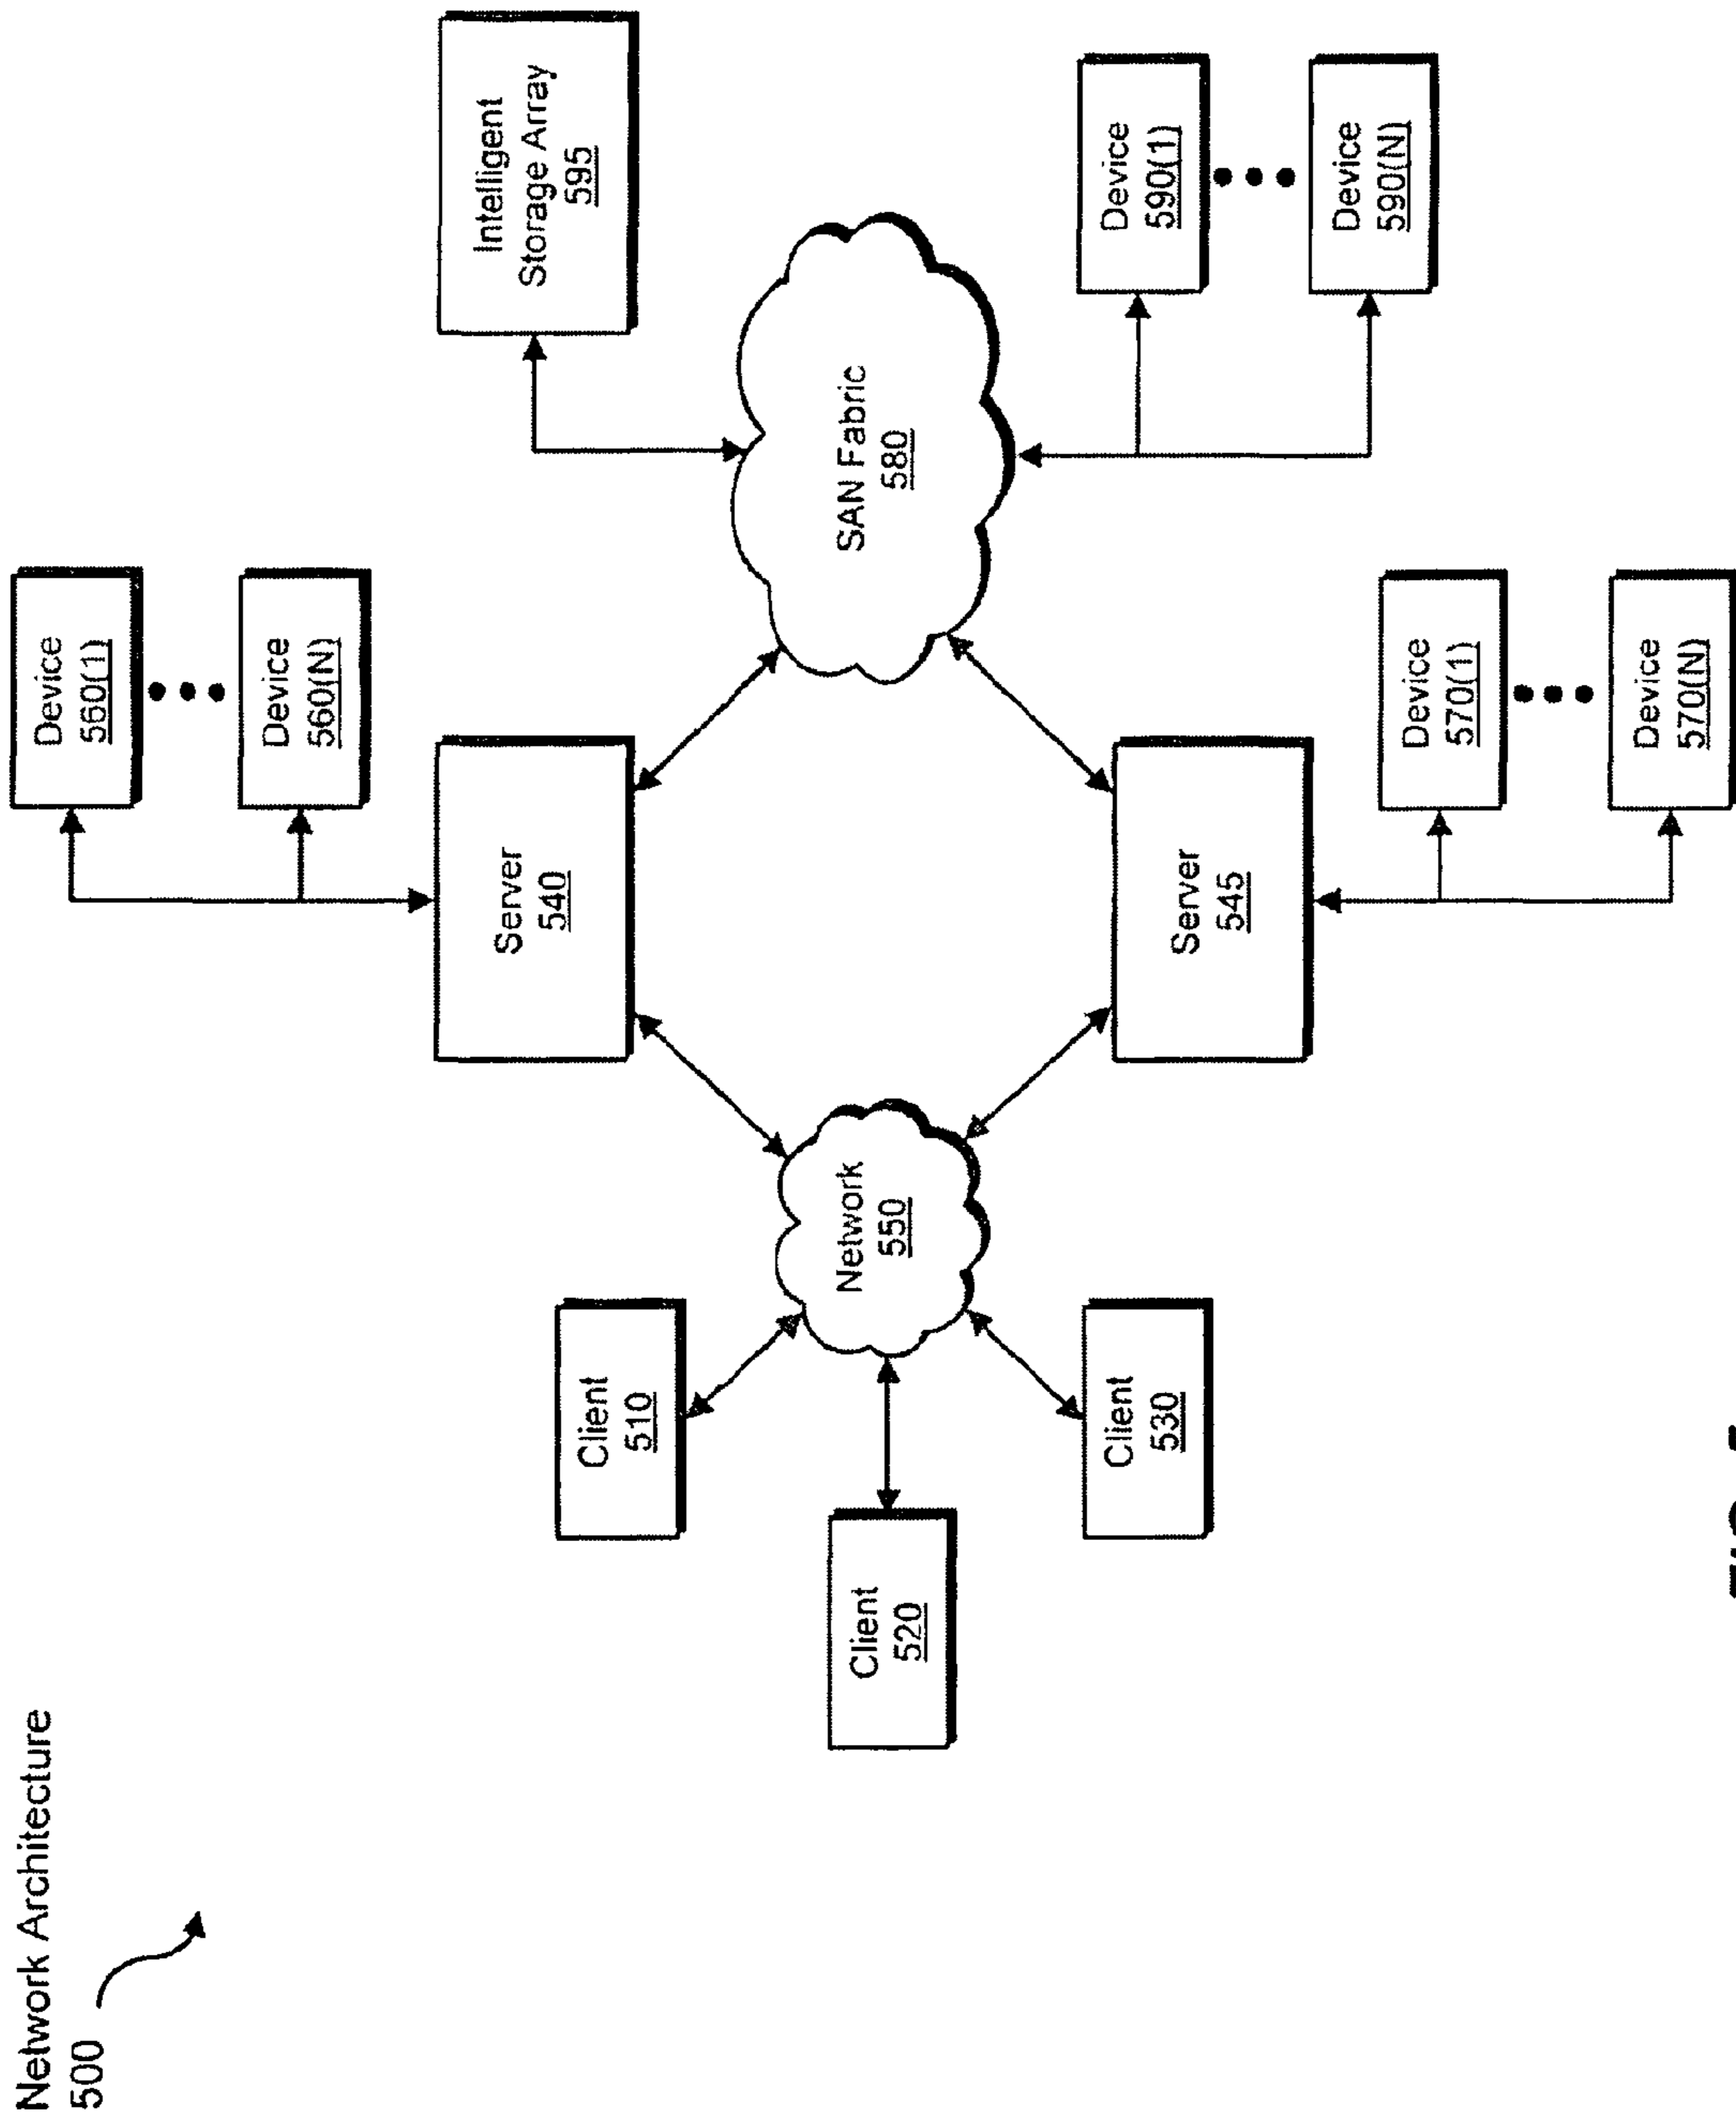 Network Architecture
500
Device
560(1)
Device
560(N)
Intelligent
Storage Array
595
Server
540
Client
510
Client
520
Network
550
SAN Fabric
580
Client
530
Server
545
Device
590(1)
Device
590(N)
Device
570(1)
Device
570(N)